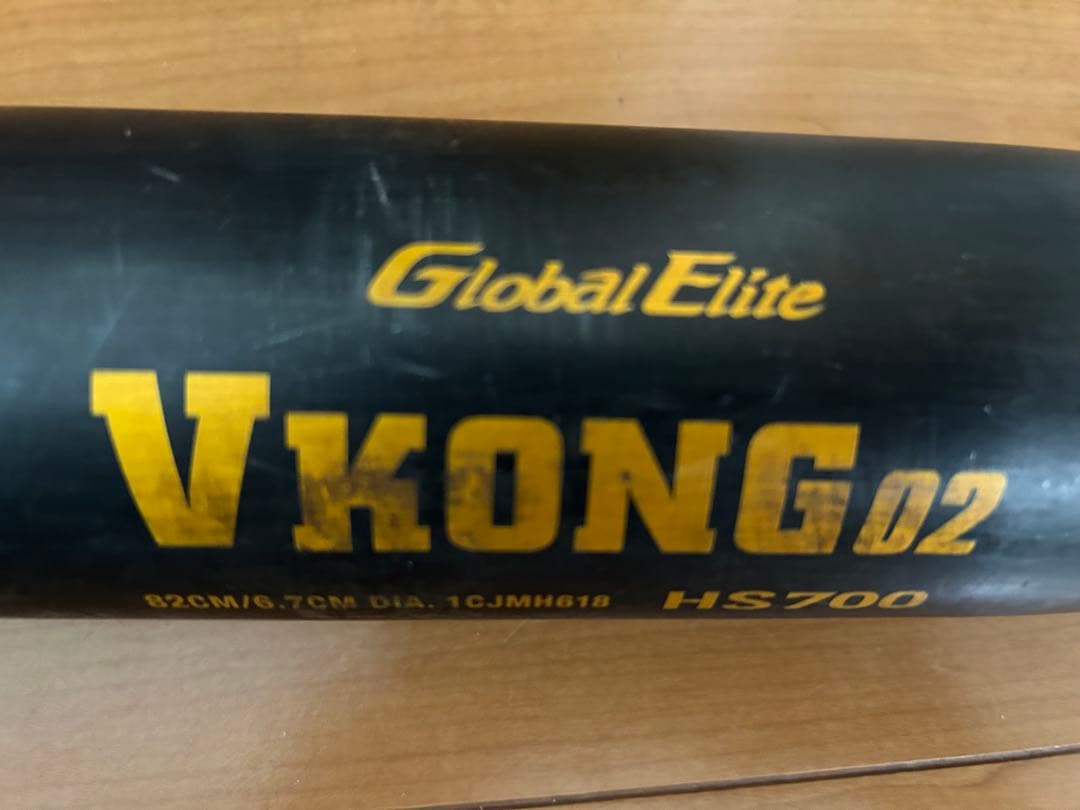 Global Elite
VKONG02
82CM/6.7CM DIA. 1CJMH618 HS700